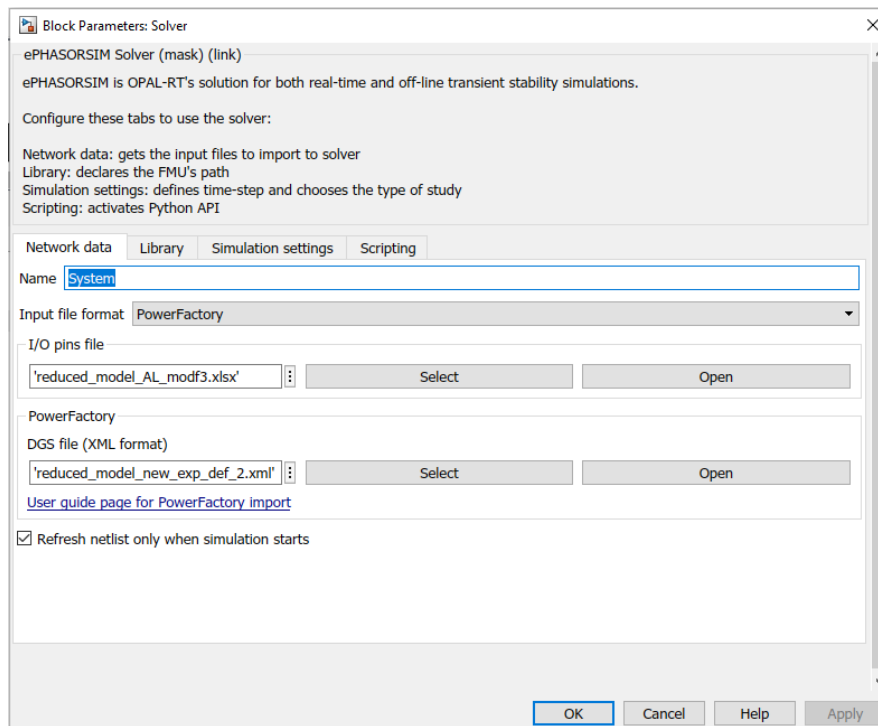 Block Parameters: Solver
ePHASORSIM Solver (mask) (link)
ePHASORSIM is OPAL-RT's solution for both real-time and off-line transient stability simulations.
Configure these tabs to use the solver:
Network data: gets the input files to import to solver
Library: declares the FMU's path
Simulation settings: defines time-step and chooses the type of study
Scripting: activates Python API
Network data Library Simulation settings Scripting
Name System
Input file format PowerFactory
I/O pins file
'reduced_model_AL_modf3.xlsx' Select Open
PowerFactory
DGS file (XML format)
'reduced_model_new_exp_def_2.xml' Select Open
User guide page for PowerFactory import
Refresh netlist only when simulation starts
OK Cancel Help Apply